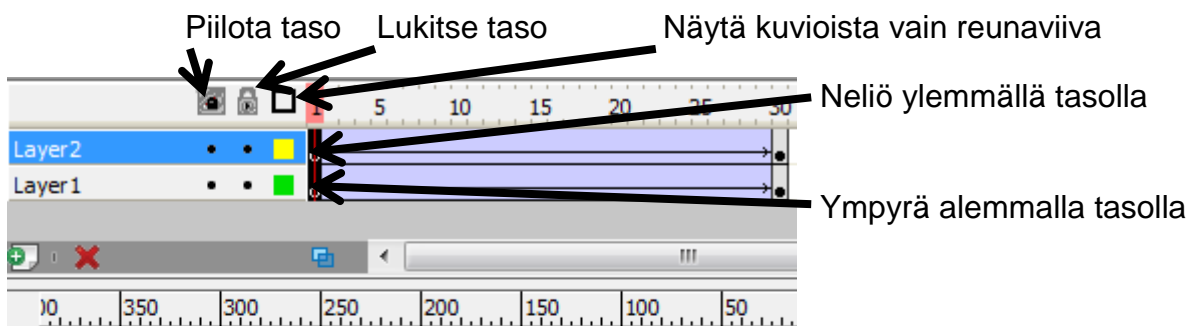 Piilota taso Lukitse taso Näytä kuvioista vain reunaviiva
1 5 10 15 20 25 30
Neliö ylemmällä tasolla
Layer2
Layer1
Ympyrä alemmalla tasolla
350 300 250 200 150 100 50